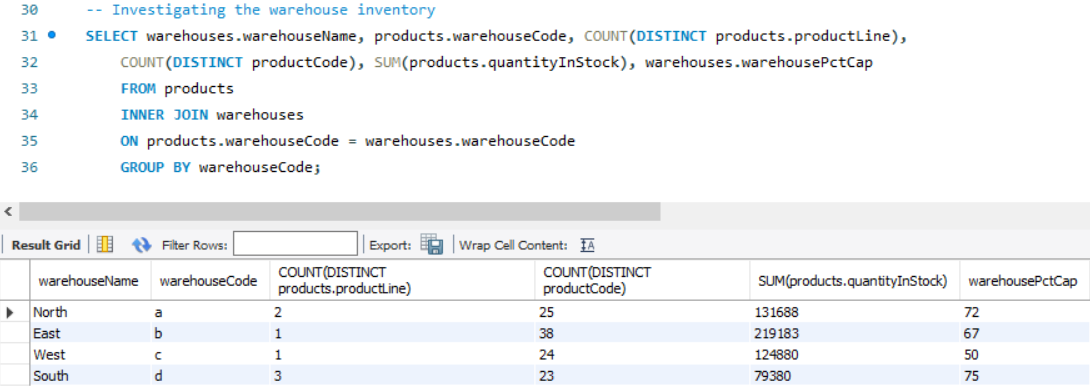 30 -- Investigating the warehouse inventory
31 SELECT warehouses.warehouseName, products.warehouseCode, COUNT(DISTINCT products.productLine),
32 COUNT(DISTINCT productCode), SUM(products.quantityInStock), warehouses.warehousePctCap
33 FROM products
34 INNER JOIN warehouses
35 ON products.warehouseCode = warehouses.warehouseCode
36 GROUP BY warehouseCode;
Result Grid Filter Rows: Export: Wrap Cell Content: IA
warehouseName warehouseCode COUNT(DISTINCT products.productLine) COUNT(DISTINCT productCode) SUM(products.quantityInStock) warehousePctCap
North a 2 25 131688 72
East b 1 38 219183 67
West c 1 24 124880 50
South d 3 23 79380 75